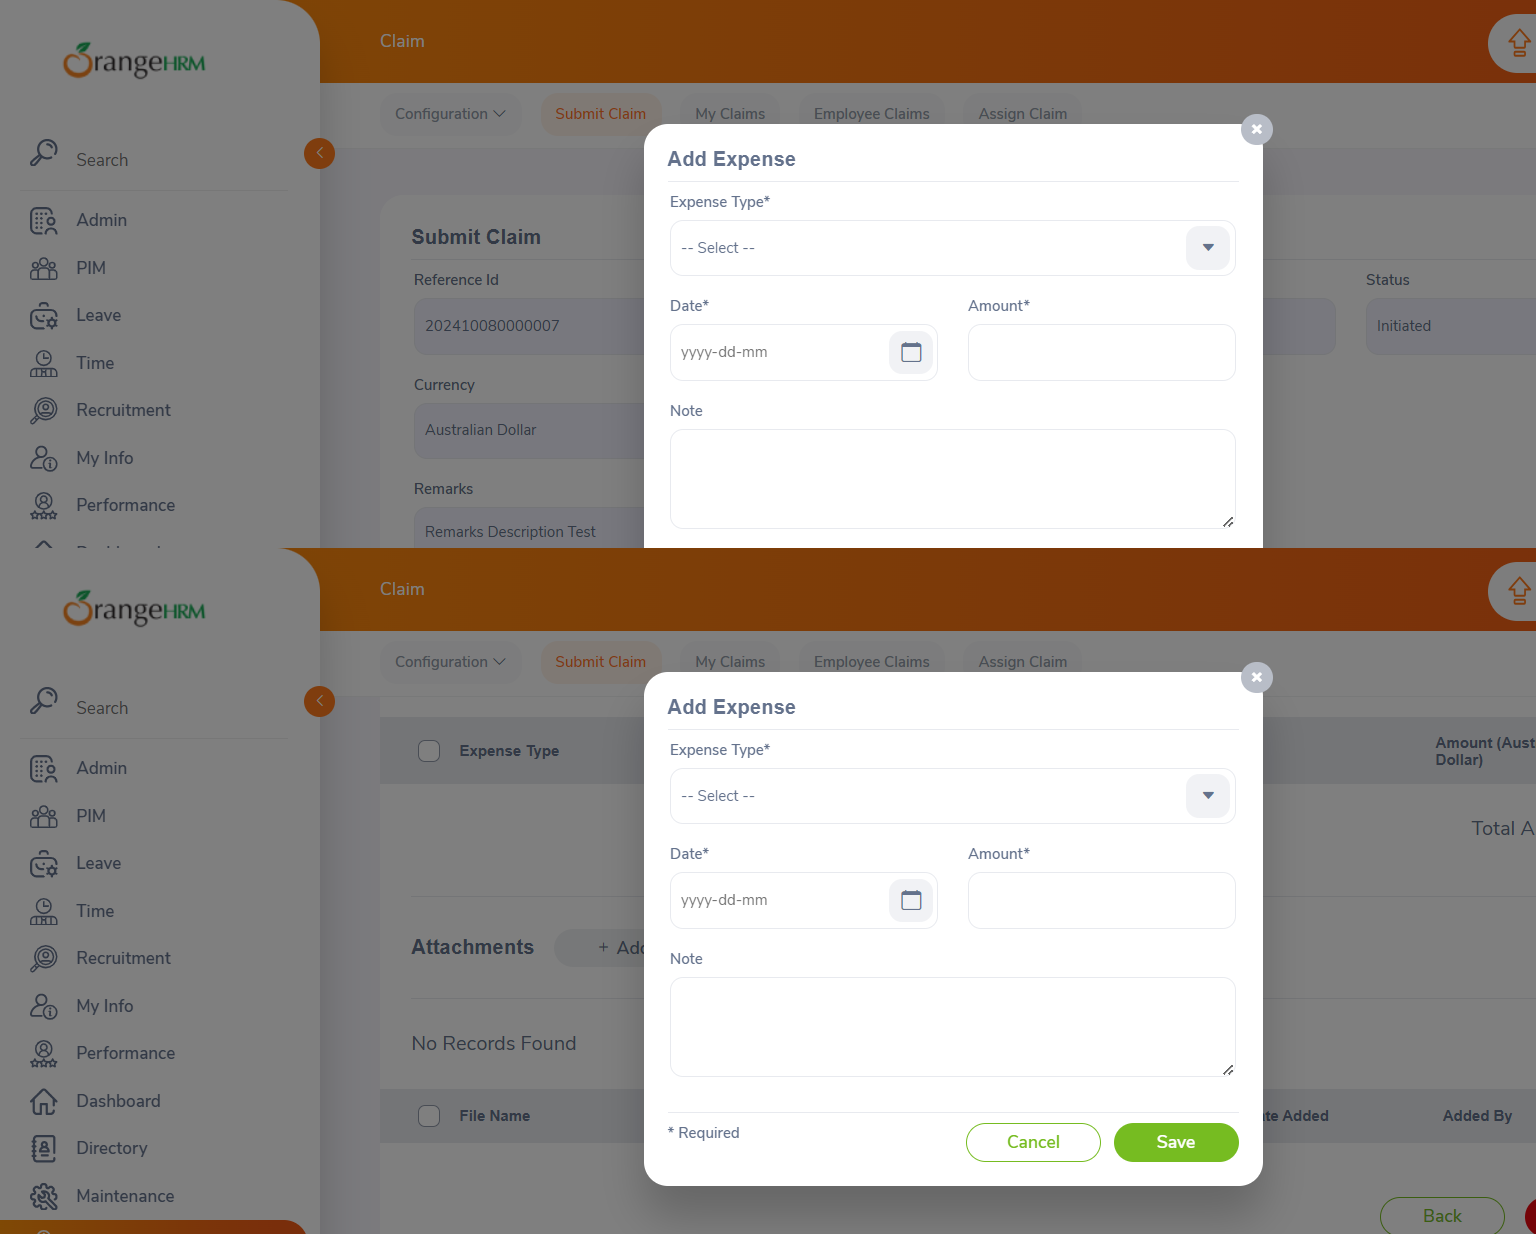 OrangeHRM
Claim
Configuration
Submit Claim
My Claims
Employee Claims
Assign Claim
Search
Admin
PIM
Leave
Time
Recruitment
My Info
Performance
Submit Claim
Reference Id
202410080000007
Status
Initiated
Currency
Australian Dollar
Remarks
Remarks Description Test
Add Expense
Expense Type*
-- Select --
Date*
Amount*
yyyy-dd-mm
Note
OrangeHRM
Claim
Configuration
Submit Claim
My Claims
Employee Claims
Assign Claim
Search
Admin
PIM
Leave
Time
Recruitment
My Info
Performance
Dashboard
Directory
Maintenance
Expense Type
Amount (Aust
Dollar)
Total A
Attachments
+ Add
No Records Found
File Name
te Added
Added By
Back
Add Expense
Expense Type*
-- Select --
Date*
Amount*
yyyy-dd-mm
Note
* Required
Cancel
Save